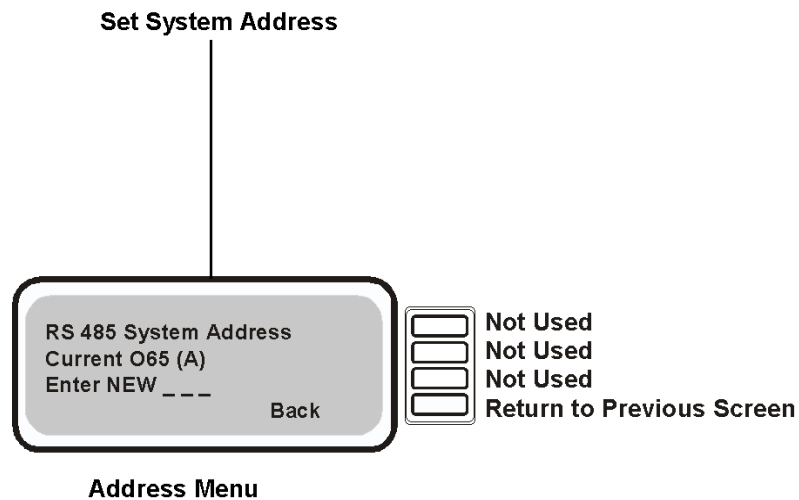 Set System Address
RS 485 System Address
Current O65 (A)
Enter NEW _ _ _
Back
Not Used
Not Used
Not Used
Return to Previous Screen
Address Menu